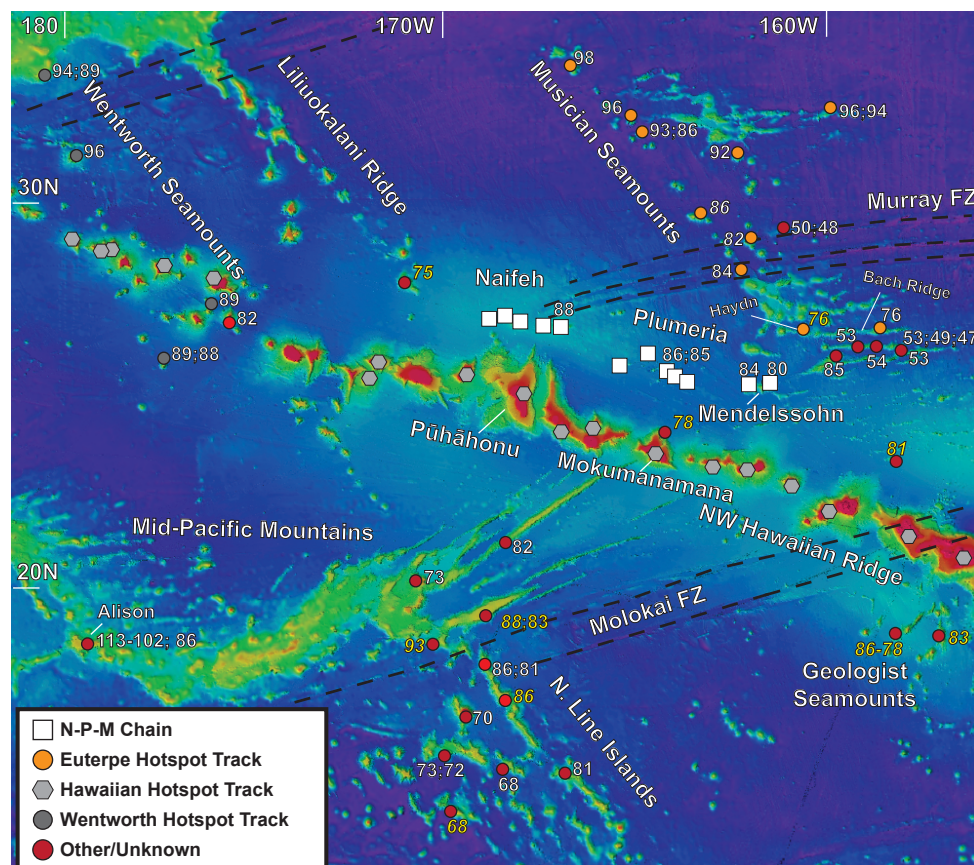 180
170W
160W
94;89
98
Wentworth Seamounts
Liliuokalani Ridge
Musician Seamounts
96
93;86
96;94
96
92
30N
86
Murray FZ
50;48
82
75
84
Naifeh
Bach Ridge
89
88
Haydn
82
Plumeria
76
76
53
53;49;47
89;88
86;85
85
54
53
84
80
Mendelssohn
Pūhāhonu
78
81
Mokumanamana
NW Hawaiian Ridge
Mid-Pacific Mountains
82
20N
73
Molokai FZ
Alison
88;83
113-102; 86
93
86-78
83
86;81
Geologist
Seamounts
86
N. Line Islands
70
73;72
68
81
68
N-P-M Chain
Euterpe Hotspot Track
Hawaiian Hotspot Track
Wentworth Hotspot Track
Other/Unknown